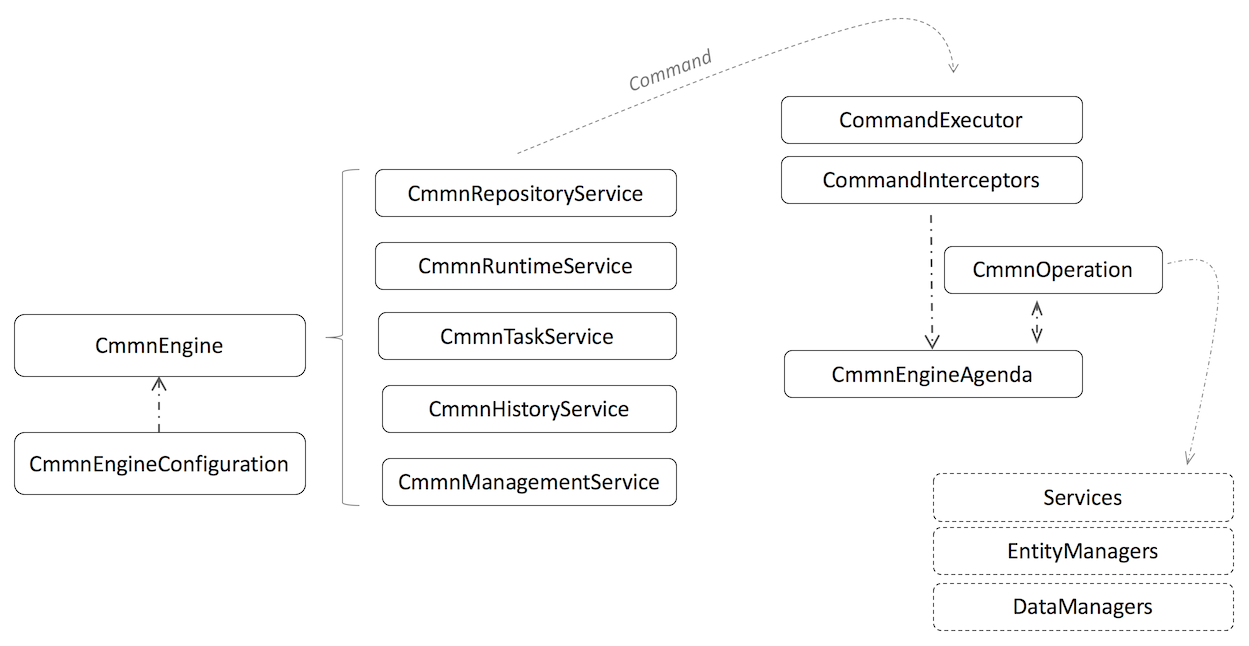 Command
CommandExecutor
CommandInterceptors
CmmnRepositoryService
CmmnRuntimeService
CmmnOperation
CmmnTaskService
CmmnEngine
CmmnEngineAgenda
CmmnHistoryService
CmmnEngineConfiguration
CmmnManagementService
Services
EntityManagers
DataManagers